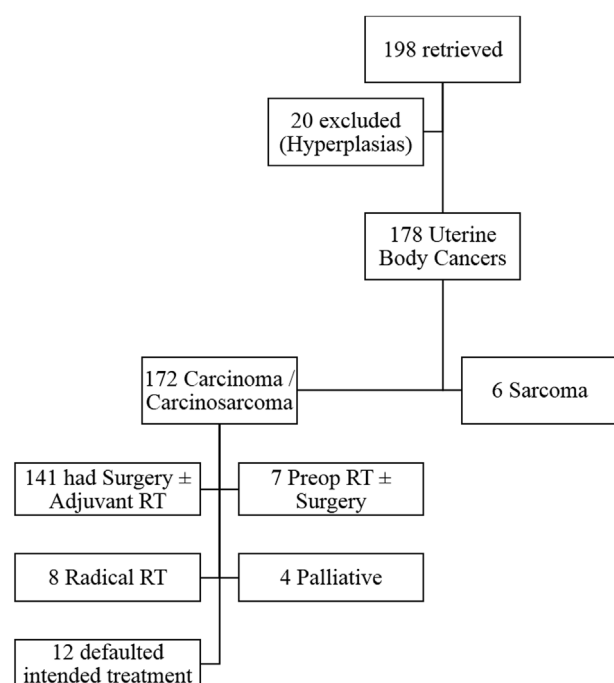 198 retrieved
20 excluded
(Hyperplasias)
178 Uterine
Body Cancers
172 Carcinoma /
Carcinosarcoma
6 Sarcoma
141 had Surgery ±
Adjuvant RT
7 Preop RT ±
Surgery
8 Radical RT
4 Palliative
12 defaulted
intended treatment